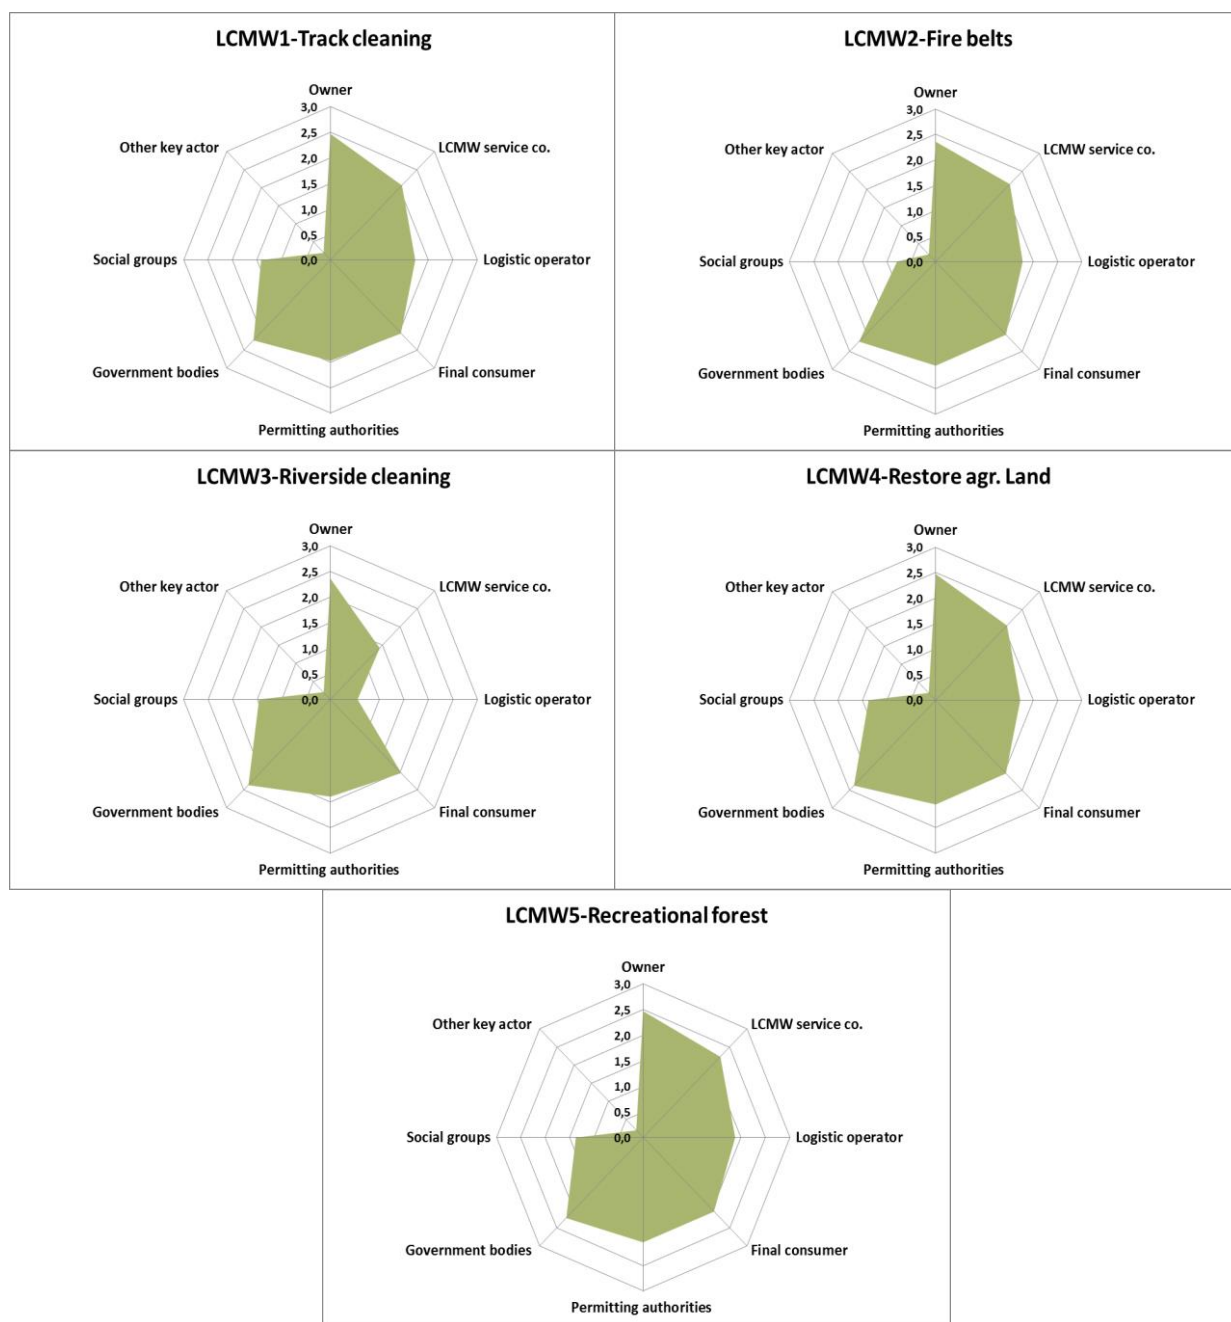 LCMW1-Track cleaning
Owner
3,0
Other key actor
2,5
LCMW service co.
2,0
1,5
1,0
0,5
Social groups
0,0
Logistic operator
Government bodies
Final consumer
Permitting authorities
LCMW2-Fire belts
Owner
3,0
Other key actor
2,5
LCMW service co.
2,0
1,5
1,0
0,5
Social groups
0,0
Logistic operator
Government bodies
Final consumer
Permitting authorities
LCMW3-Riverside cleaning
Owner
3,0
Other key actor
2,5
LCMW service co.
2,0
1,5
1,0
0,5
Social groups
0,0
Logistic operator
Government bodies
Final consumer
Permitting authorities
LCMW4-Restore agr. Land
Owner
3,0
Other key actor
2,5
LCMW service co.
2,0
1,5
1,0
0,5
Social groups
0,0
Logistic operator
Government bodies
Final consumer
Permitting authorities
LCMW5-Recreational forest
Owner
3,0
Other key actor
2,5
LCMW service co.
2,0
1,5
1,0
0,5
Social groups
0,0
Logistic operator
Government bodies
Final consumer
Permitting authorities